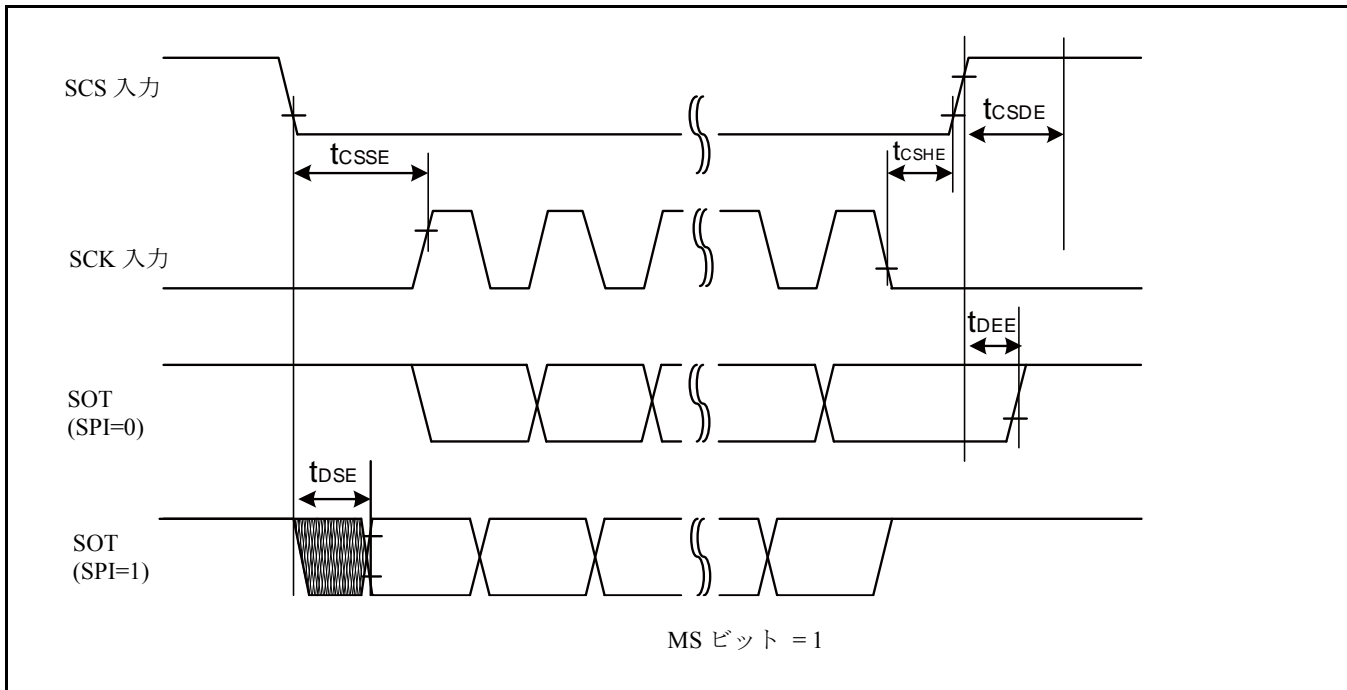 SCS 入力
tCSSE
tCSHE
tCSDE
SCK 入力
tDEE
SOT
(SPI=0)
tDSE
SOT
(SPI=1)
MS ビット = 1